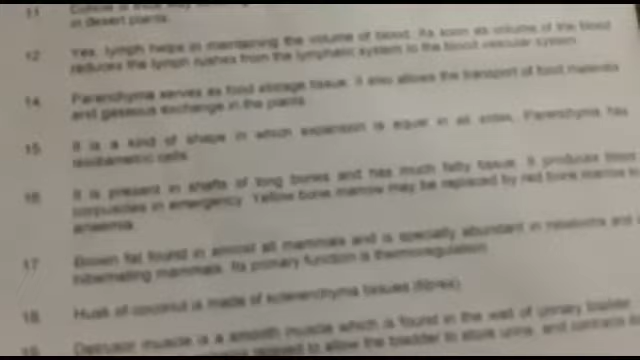 11 Cuticle is thick waxy
in desert plants.
12 Yes, lymph helps in maintaining the volume of blood. As soon as volume of the blood
reduces the lymph rushes from the lymphatic system to the blood vascular system.
14 Parenchyma serves as food storage tissue. It also allows the transport of food materials
and gaseous exchange in the plants.
15 It is a kind of shape in which expansion is equal in all sides. Parenchyma has
isodiametric cells.
16 It is present in shafts of long bones and has much fatty tissue. It produces blood
corpuscles in emergency. Yellow bone marrow may be replaced by red bone marrow in
anaemia.
17 Brown fat found in almost all mammals and is specially abundant in newborns and
hibernating mammals. Its primary function is thermoregulation.
18 Husk of coconut is made of sclerenchyma tissues (fibres)
19 Detrusor muscle is a smooth muscle which is found in the wall of urinary bladder.
relaxed to allow the bladder to store urine, and contracts